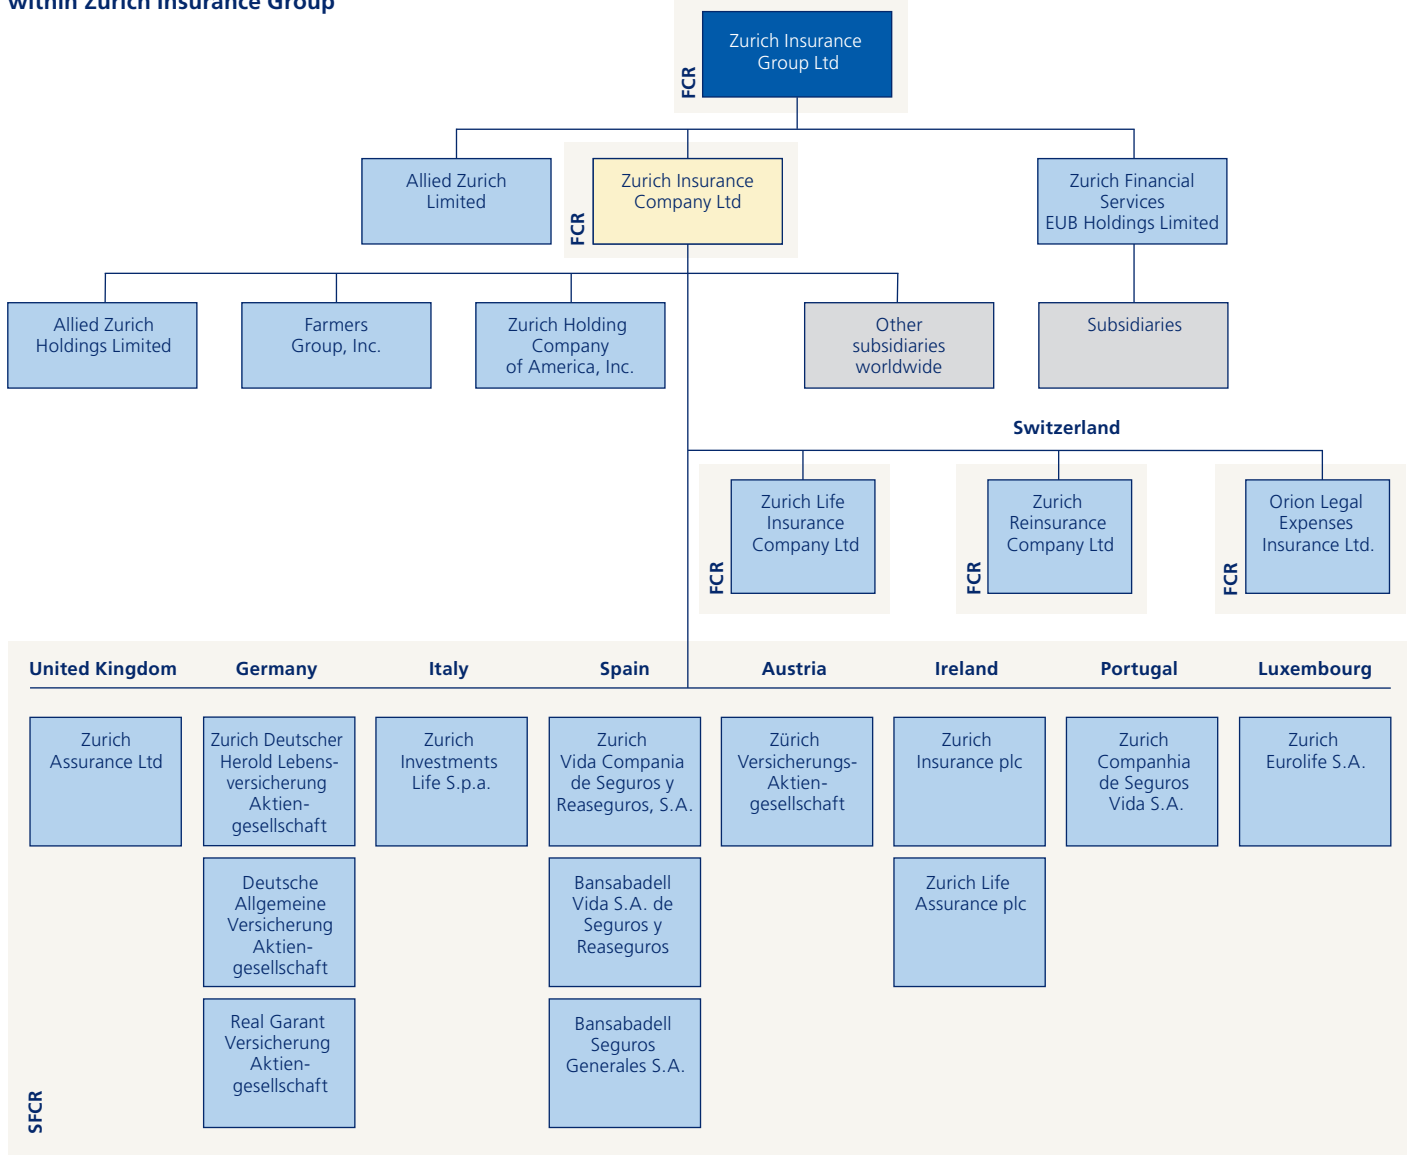 within Zurich Insurance Group
Zurich Insurance
Group Ltd
FCR
Allied Zurich
Limited
Zurich Insurance
Company Ltd
FCR
Zurich Financial
Services
EUB Holdings Limited
Allied Zurich
Holdings Limited
Farmers
Group, Inc.
Zurich Holding
Company
of America, Inc.
Other
subsidiaries
worldwide
Subsidiaries
Switzerland
Zurich Life
Insurance
Company Ltd
FCR
Zurich
Reinsurance
Company Ltd
FCR
Orion Legal
Expenses
Insurance Ltd.
FCR
United Kingdom
Germany
Italy
Spain
Austria
Ireland
Portugal
Luxembourg
Zurich
Assurance Ltd
Zurich Deutscher
Herold Lebens-
versicherung
Aktien-
gesellschaft
Zurich
Investments
Life S.p.a.
Zurich
Vida Compania
de Seguros y
Reaseguros, S.A.
Zürich
Versicherungs-
Aktien-
gesellschaft
Zurich
Insurance plc
Zurich
Companhia
de Seguros
Vida S.A.
Zurich
Eurolife S.A.
Deutsche
Allgemeine
Versicherung
Aktien-
gesellschaft
Bansabadell
Vida S.A. de
Seguros y
Reaseguros
Zurich Life
Assurance plc
Real Garant
Versicherung
Aktien-
gesellschaft
Bansabadell
Seguros
Generales S.A.
SFCR